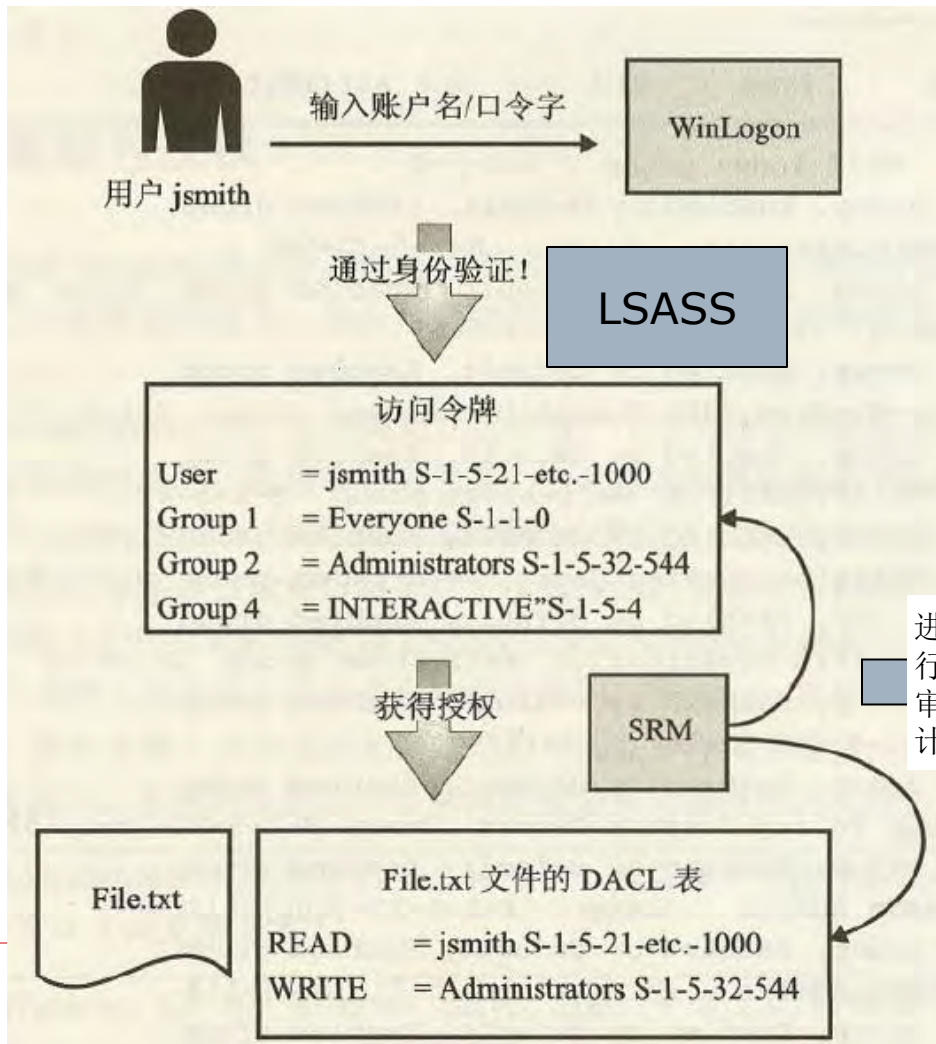 输入账户名/口令字
WinLogon
用户 jsmith
通过身份验证!
LSASS
访问令牌
User = jsmith S-1-5-21-etc.-1000
Group 1 = Everyone S-1-1-0
Group 2 = Administrators S-1-5-32-544
Group 4 = INTERACTIVE”S-1-5-4
进
行
审
计
获得授权
SRM
File.txt
File.txt 文件的 DACL 表
READ = jsmith S-1-5-21-etc.-1000
WRITE = Administrators S-1-5-32-544